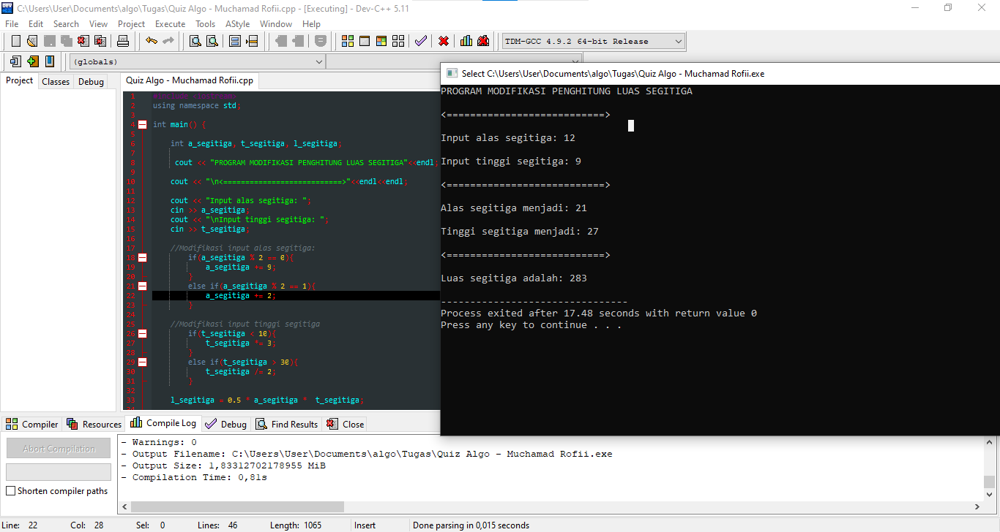 C:\Users\User\Documents\algo\Tugas\Quiz Algo - Muchamad Rofii.cpp - [Executing] - Dev-C++ 5.11
File Edit Search View Project Execute Tools AStyle Window Help
TDM-GCC 4.9.2 64-bit Release
(globals)
Project Classes Debug
Quiz Algo - Muchamad Rofii.cpp
1 #include <iostream>
2 using namespace std;
3
4 int main() {
5
6 int a_segitiga, t_segitiga, l_segitiga;
7
8 cout << "PROGRAM MODIFIKASI PENGHITUNG LUAS SEGITIGA"<<endl;
9
10 cout << "\n<===========================>"<<endl<<endl;
11
12 cout << "Input alas segitiga: ";
13 cin >> a_segitiga;
14 cout << "\nInput tinggi segitiga: ";
15 cin >> t_segitiga;
16
17 //Modifikasi input alas segitiga:
18 if(a_segitiga % 2 == 0){
19 a_segitiga += 9;
20 }
21 else if(a_segitiga % 2 == 1){
22 a_segitiga += 2;
23 }
24
25 //Modifikasi input tinggi segitiga
26 if(t_segitiga < 10){
27 t_segitiga *= 3;
28 }
29 else if(t_segitiga > 30){
30 t_segitiga /= 2;
31 }
32
33 l_segitiga = 0.5 * a_segitiga * t_segitiga;
Select C:\Users\User\Documents\algo\Tugas\Quiz Algo - Muchamad Rofii.exe
PROGRAM MODIFIKASI PENGHITUNG LUAS SEGITIGA
<===========================>
Input alas segitiga: 12
Input tinggi segitiga: 9
<===========================>
Alas segitiga menjadi: 21
Tinggi segitiga menjadi: 27
<===========================>
Luas segitiga adalah: 283
--------------------------------
Process exited after 17.48 seconds with return value 0
Press any key to continue . . .
Compiler Resources Compile Log Debug Find Results Close
Abort Compilation
Shorten compiler paths
- Warnings: 0
- Output Filename: C:\Users\User\Documents\algo\Tugas\Quiz Algo - Muchamad Rofii.exe
- Output Size: 1,83312702178955 MiB
- Compilation Time: 0,81s
Line: 22 Col: 28 Sel: 0 Lines: 46 Length: 1065 Insert Done parsing in 0,015 seconds